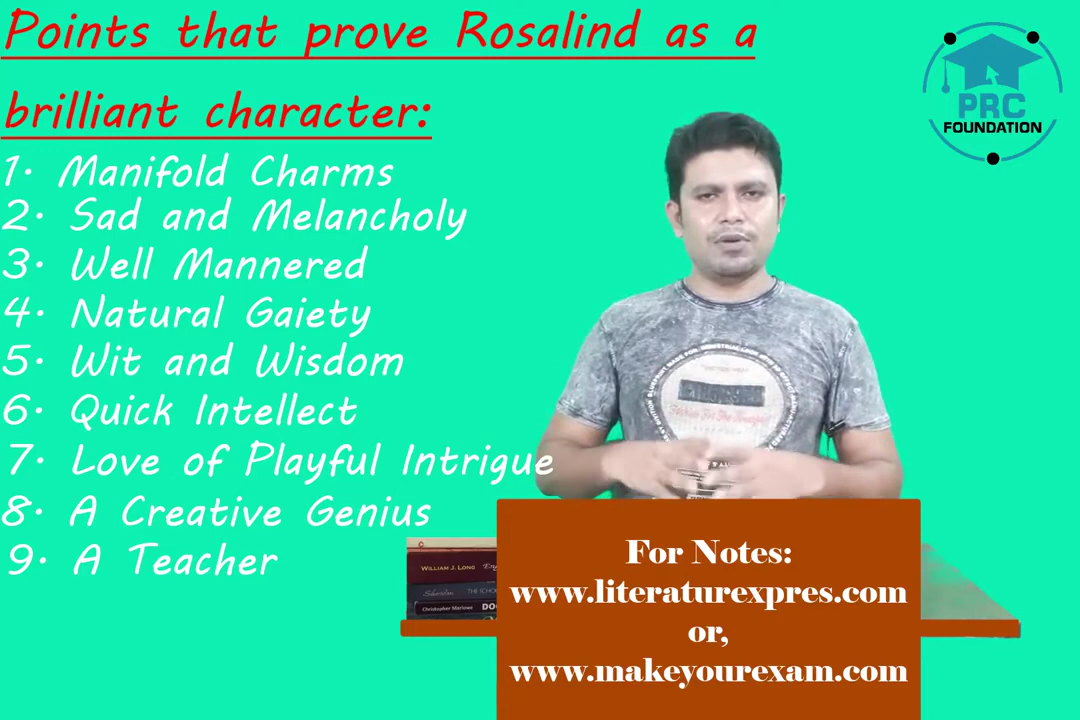 Points that prove Rosalind as a
brilliant character:
1. Manifold Charms
2. Sad and Melancholy
3. Well Mannered
4. Natural Gaiety
5. Wit and Wisdom
6. Quick Intellect
7. Love of Playful Intrigue
8. A Creative Genius
9. A Teacher
PRC
FOUNDATION
WILLIAM J. LONG
Sheridan
Christopher Marlowe
For Notes:
www.literaturexpres.com
or,
www.makeyourexam.com